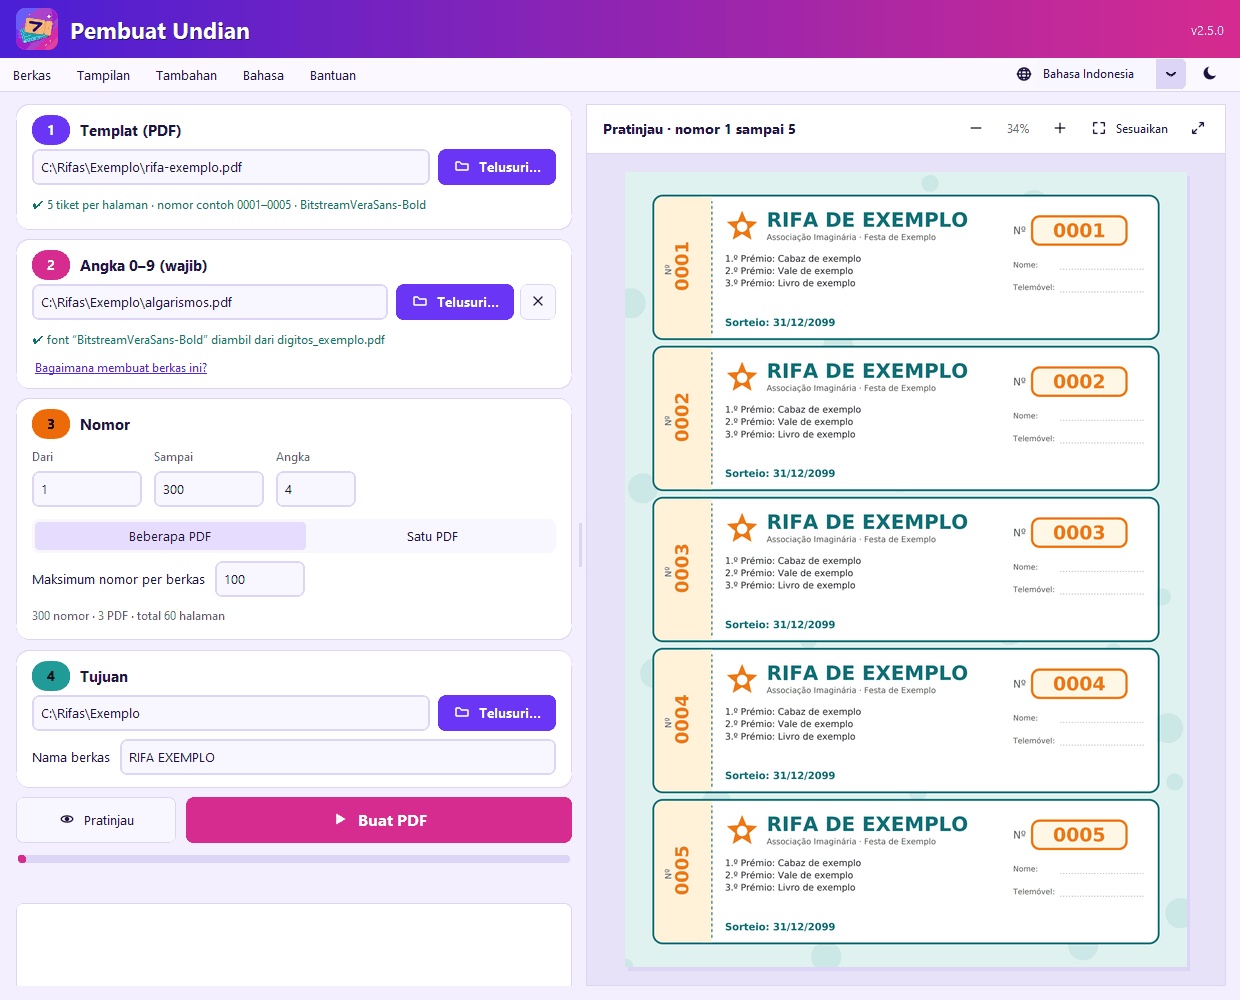 Pembuat Undian
v2.5.0
Berkas Tampilan Tambahan Bahasa Bantuan
Bahasa Indonesia
1 Templat (PDF)
C:\Rifas\Exemplo\rifa-exemplo.pdf
Telusuri...
✔ 5 tiket per halaman · nomor contoh 0001–0005 · BitstreamVeraSans-Bold
2 Angka 0–9 (wajib)
C:\Rifas\Exemplo\algarismos.pdf
Telusuri...
✔ font “BitstreamVeraSans-Bold” diambil dari digitos_exemplo.pdf
Bagaimana membuat berkas ini?
3 Nomor
Dari Sampai Angka
1 300 4
Beberapa PDF Satu PDF
Maksimum nomor per berkas 100
300 nomor · 3 PDF · total 60 halaman
4 Tujuan
C:\Rifas\Exemplo
Telusuri...
Nama berkas RIFA EXEMPLO
Pratinjau
Buat PDF
Pratinjau · nomor 1 sampai 5
34%
Sesuaikan
Nº 0001
RIFA DE EXEMPLO
Associação Imaginária · Festa de Exemplo
1.º Prémio: Cabaz de exemplo
2.º Prémio: Vale de exemplo
3.º Prémio: Livro de exemplo
Sorteio: 31/12/2099
Nº 0001
Nome:
Telemóvel:
Nº 0002
RIFA DE EXEMPLO
Associação Imaginária · Festa de Exemplo
1.º Prémio: Cabaz de exemplo
2.º Prémio: Vale de exemplo
3.º Prémio: Livro de exemplo
Sorteio: 31/12/2099
Nº 0002
Nome:
Telemóvel:
Nº 0003
RIFA DE EXEMPLO
Associação Imaginária · Festa de Exemplo
1.º Prémio: Cabaz de exemplo
2.º Prémio: Vale de exemplo
3.º Prémio: Livro de exemplo
Sorteio: 31/12/2099
Nº 0003
Nome:
Telemóvel:
Nº 0004
RIFA DE EXEMPLO
Associação Imaginária · Festa de Exemplo
1.º Prémio: Cabaz de exemplo
2.º Prémio: Vale de exemplo
3.º Prémio: Livro de exemplo
Sorteio: 31/12/2099
Nº 0004
Nome:
Telemóvel:
Nº 0005
RIFA DE EXEMPLO
Associação Imaginária · Festa de Exemplo
1.º Prémio: Cabaz de exemplo
2.º Prémio: Vale de exemplo
3.º Prémio: Livro de exemplo
Sorteio: 31/12/2099
Nº 0005
Nome:
Telemóvel: